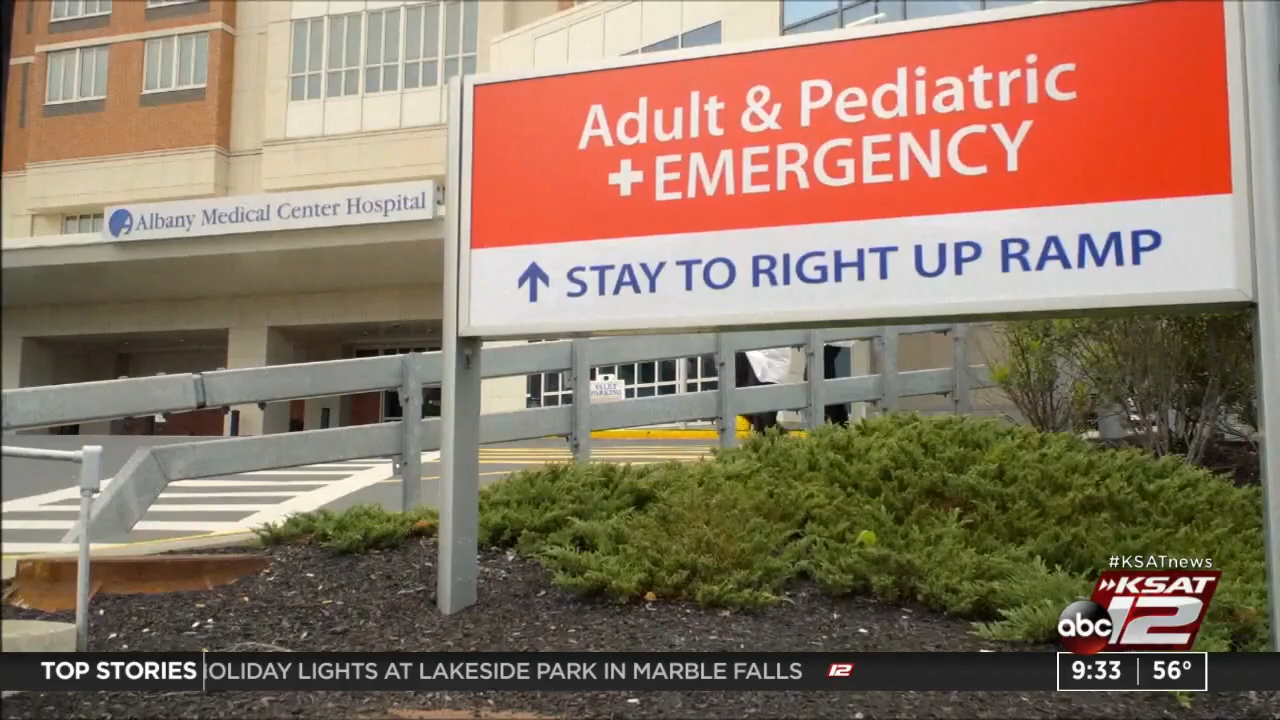 Adult & Pediatric
+EMERGENCY
Albany Medical Center Hospital
STAY TO RIGHT UP RAMP
VALET
PARKING
#KSATnews
KSAT
abc 12
TOP STORIES OLIDAY LIGHTS AT LAKESIDE PARK IN MARBLE FALLS 12
9:33 56°